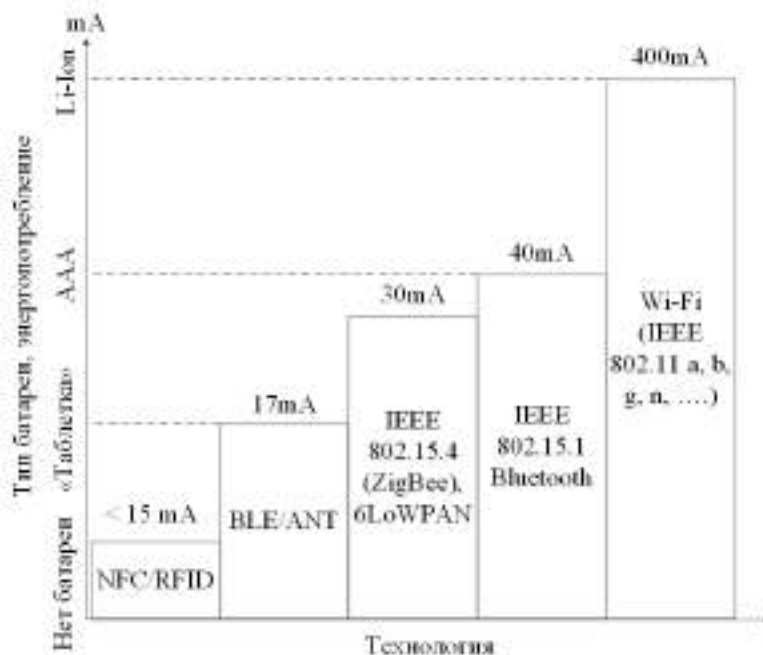 mA
400mA
Li-Ion
Тип батареи, энергопотребление
ААА
40mA
30mA
Wi-Fi
(IEEE
802.11 a, b,
g, n, ….)
«Таблетка»
17mA
IEEE
802.15.4
(ZigBee),
6LoWPAN
IEEE
802.15.1
Bluetooth
Нет батареи
< 15 mA
BLE/ANT
NFC/RFID
Технология